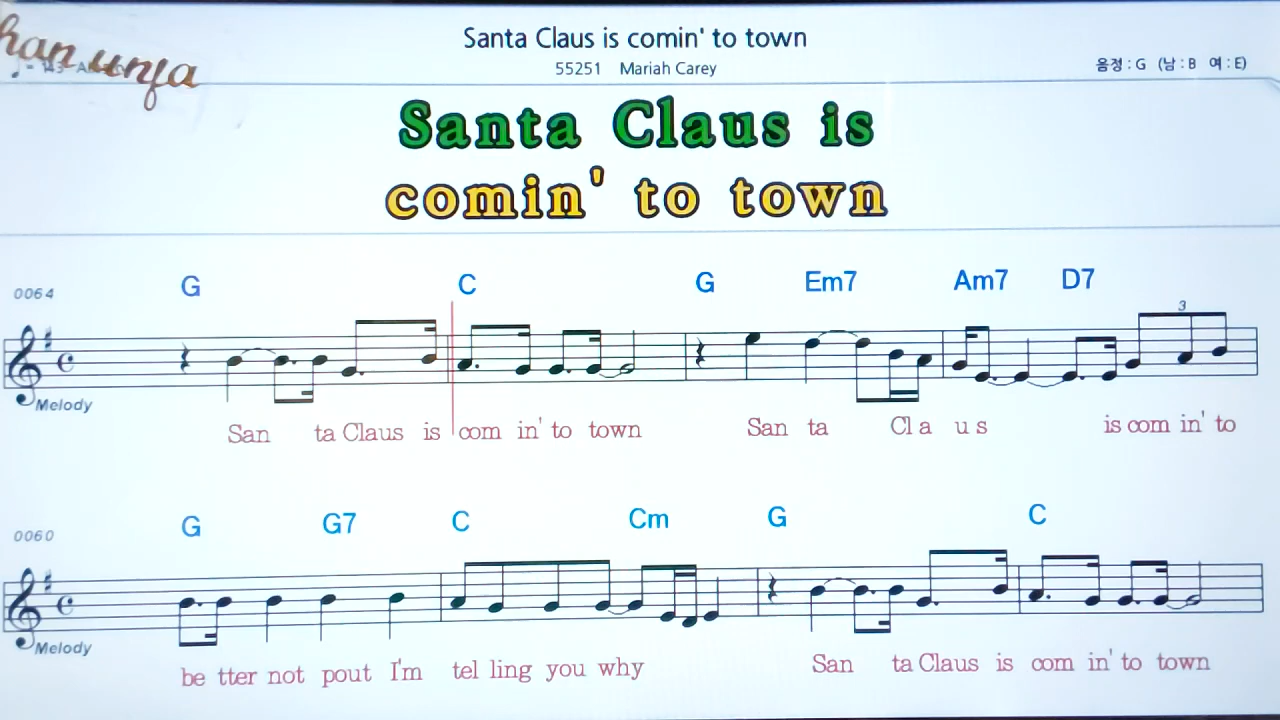 Santa Claus is comin' to town
55251 Mariah Carey
음정 : G (남 : B 여 : E)
Santa Claus is
comin' to town
0064 G C G Em7 Am7 D7
3
Melody
San ta Claus is com in' to town San ta Cl a u s is com in' to
0060 G G7 C Cm G C
Melody
be tter not pout I'm tel ling you why San ta Claus is com in' to town